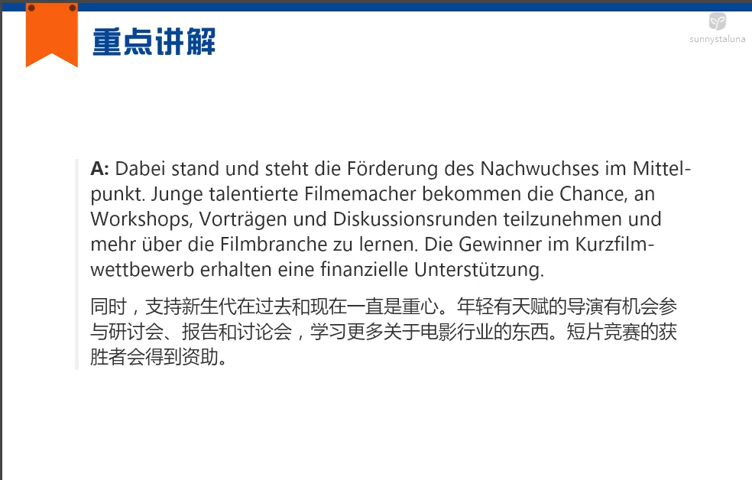 重点讲解
sunnystaluna
A: Dabei stand und steht die Förderung des Nachwuchses im Mittel-
punkt. Junge talentierte Filmemacher bekommen die Chance, an
Workshops, Vorträgen und Diskussionsrunden teilzunehmen und
mehr über die Filmbranche zu lernen. Die Gewinner im Kurzfilm-
wettbewerb erhalten eine finanzielle Unterstützung.
同时，支持新生代在过去和现在一直是重心。年轻有天赋的导演有机会参
与研讨会、报告和讨论会，学习更多关于电影行业的东西。短片竞赛的获
胜者会得到资助。